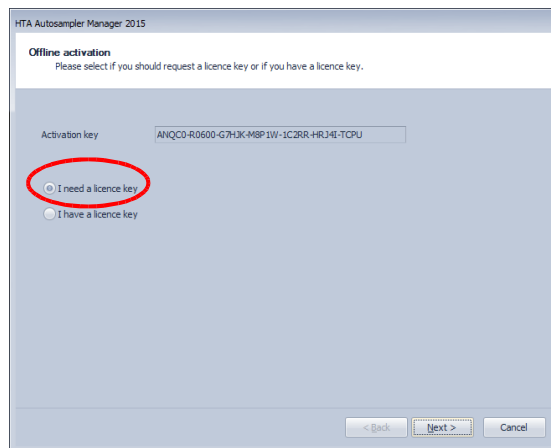 HTA Autosampler Manager 2015
Offline activation
Please select if you should request a licence key or if you have a licence key.
Activation key ANQC0-R0600-G7HJK-M8P1W-1C2RR-HRJ4I-TCPU
I need a licence key
I have a licence key
< Back Next > Cancel